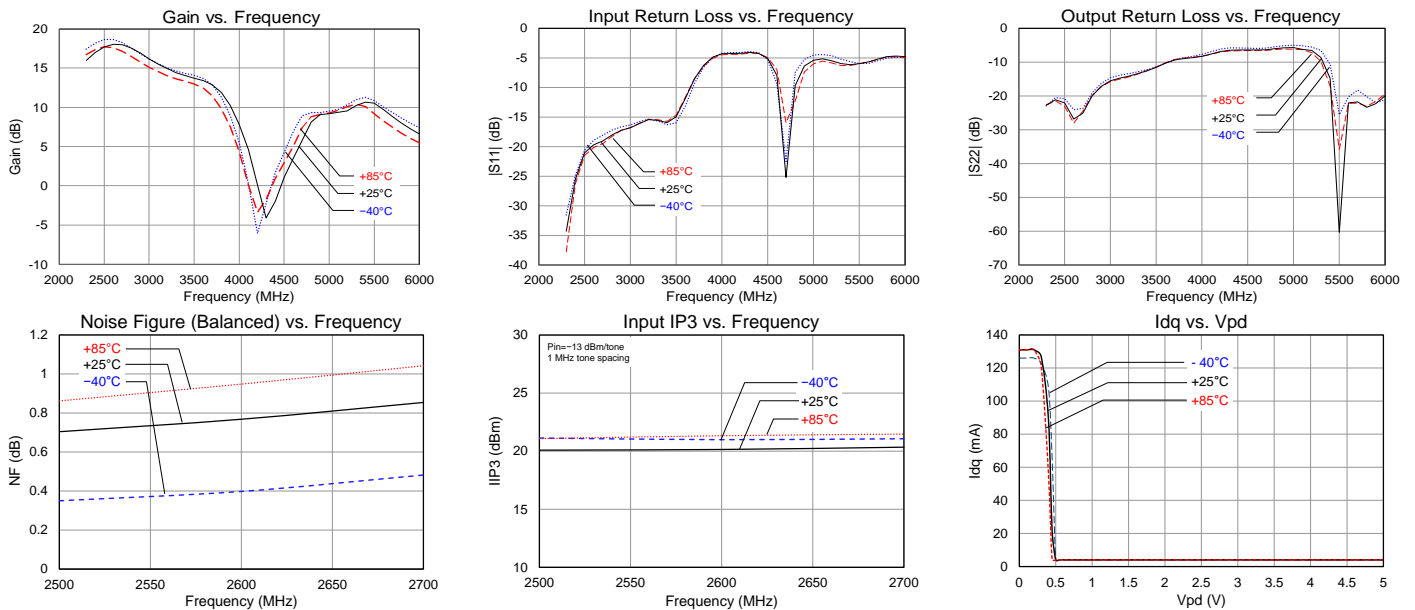 Gain vs. Frequency
20
15
10
5
0
−5
−10
2000 2500 3000 3500 4000 4500 5000 5500 6000
Gain (dB)
Frequency (MHz)
+85°C
+25°C
−40°C
Input Return Loss vs. Frequency
0
−5
−10
−15
−20
−25
−30
−35
−40
2000 2500 3000 3500 4000 4500 5000 5500 6000
|S11| (dB)
Frequency (MHz)
+85°C
+25°C
−40°C
Output Return Loss vs. Frequency
0
−10
−20
−30
−40
−50
−60
−70
2000 2500 3000 3500 4000 4500 5000 5500 6000
|S22| (dB)
Frequency (MHz)
+85°C
+25°C
−40°C
Noise Figure (Balanced) vs. Frequency
1.2
1
0.8
0.6
0.4
0.2
0
2500 2550 2600 2650 2700
NF (dB)
Frequency (MHz)
+85°C
+25°C
−40°C
Input IP3 vs. Frequency
30
25
20
15
10
2500 2550 2600 2650 2700
IIP3 (dBm)
Frequency (MHz)
Pin=−13 dBm/tone
1 MHz tone spacing
−40°C
+25°C
+85°C
Idq vs. Vpd
140
120
100
80
60
40
20
0
0 0.5 1 1.5 2 2.5 3 3.5 4 4.5 5
Idq (mA)
Vpd (V)
- 40°C
+25°C
+85°C